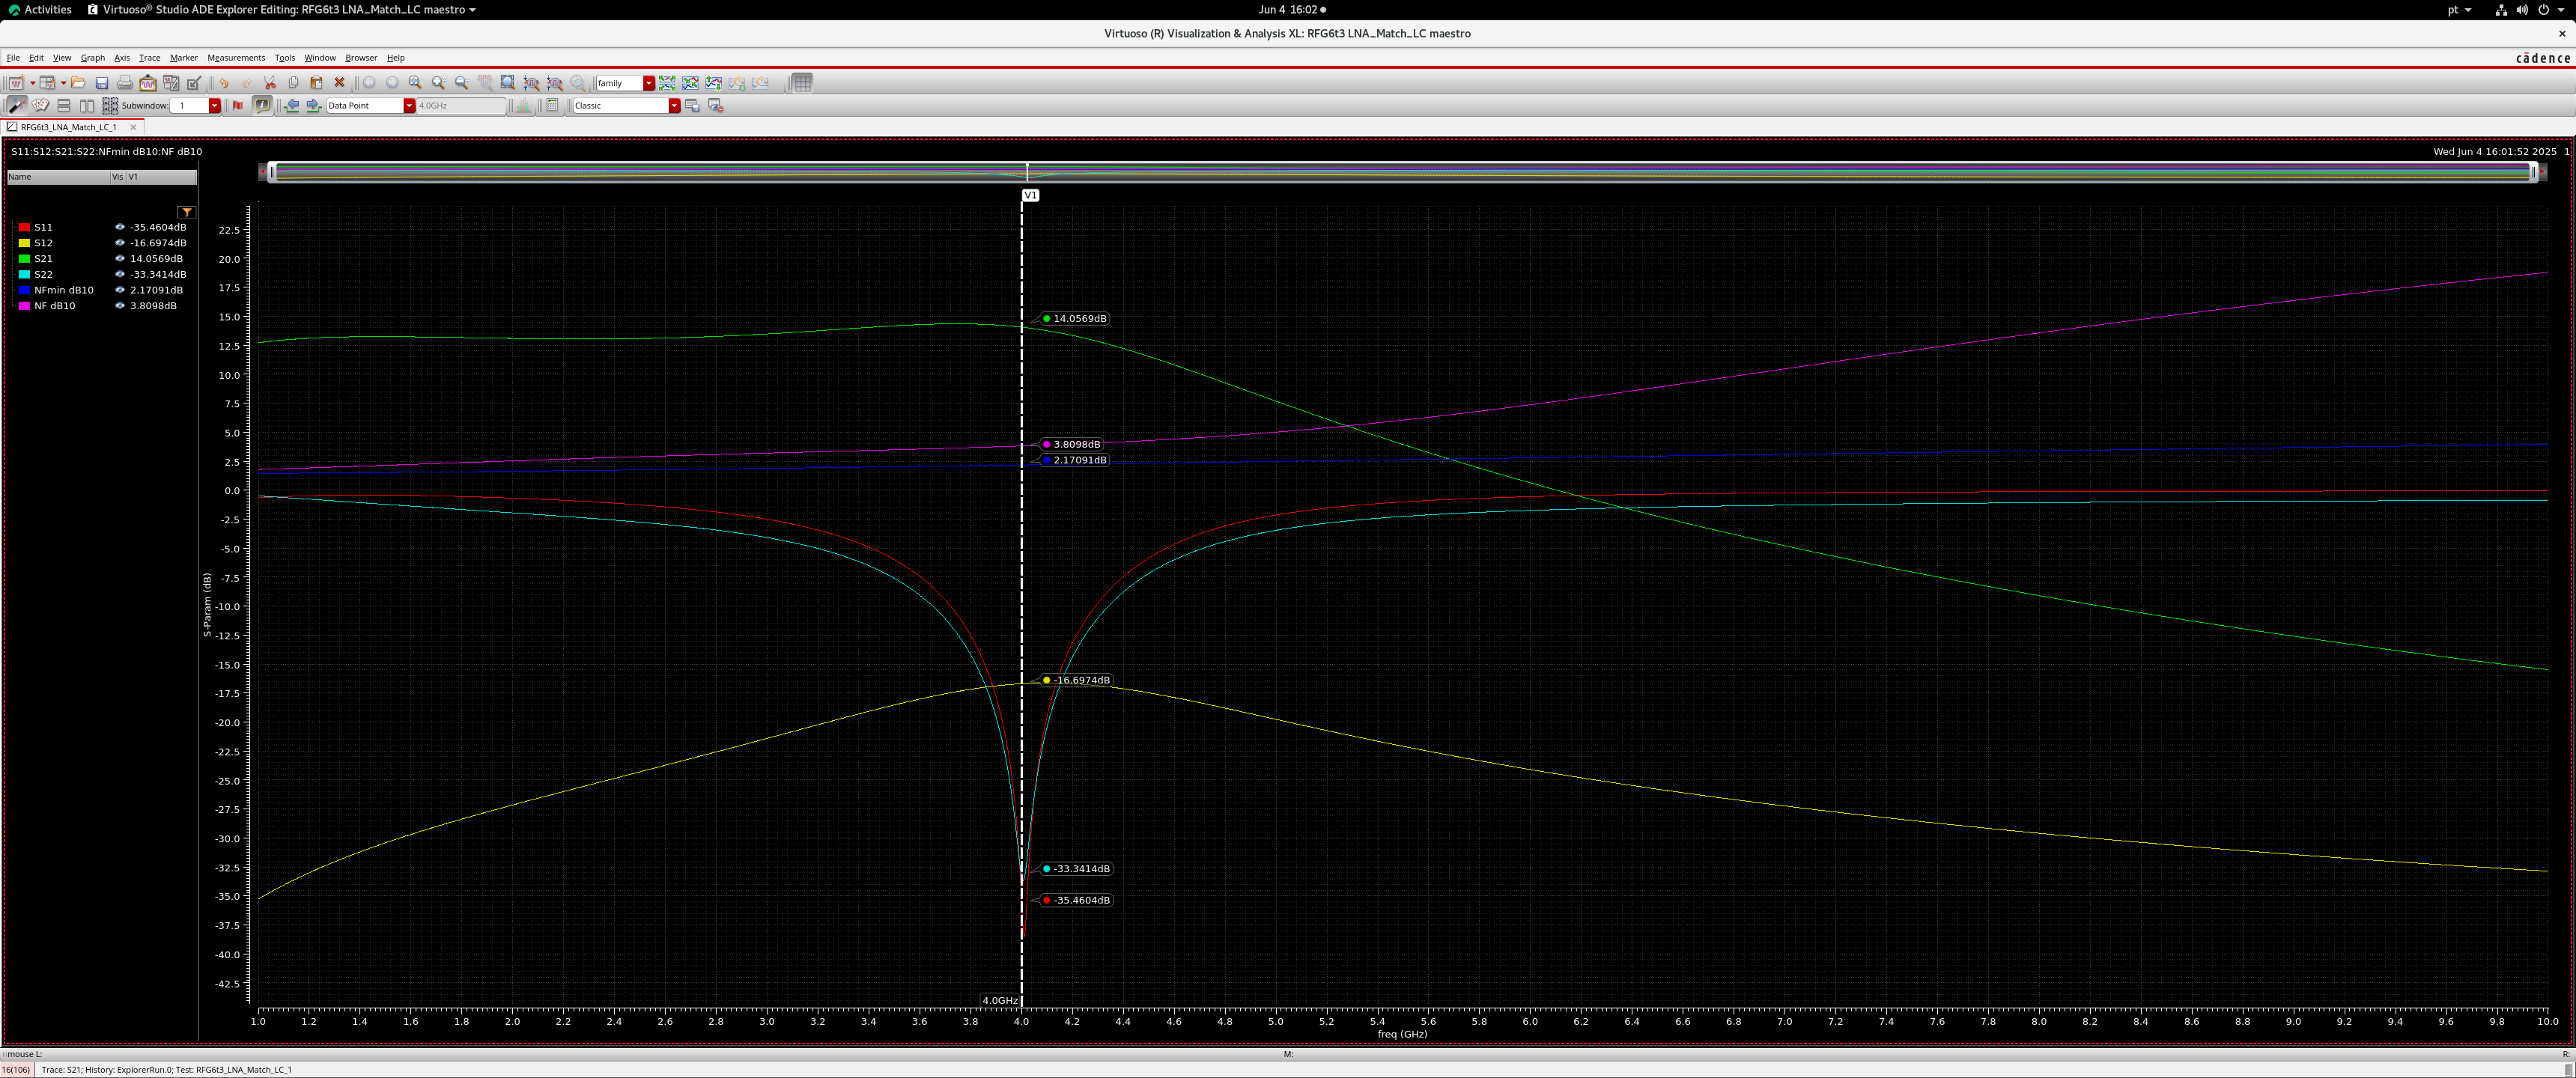 Activities Virtuoso® Studio ADE Explorer Editing: RFG6t3 LNA_Match_LC maestro Jun 4 16:02 pt
Virtuoso (R) Visualization & Analysis XL: RFG6t3 LNA_Match_LC maestro
File Edit View Graph Axis Trace Marker Measurements Tools Window Browser Help cādence
family
Subwindow: 1 Data Point 4.0GHz Classic
RFG6t3_LNA_Match_LC_1
S11:S12:S21:S22:NFmin dB10:NF dB10 Wed Jun 4 16:01:52 2025 1
Name Vis V1
V1
S11 -35.4604dB
S12 -16.6974dB
S21 14.0569dB
S22 -33.3414dB
NFmin dB10 2.17091dB
NF dB10 3.8098dB
22.5
20.0
17.5
15.0
12.5
10.0
7.5
5.0
2.5
0.0
-2.5
-5.0
-7.5
-10.0
-12.5
-15.0
-17.5
-20.0
-22.5
-25.0
-27.5
-30.0
-32.5
-35.0
-37.5
-40.0
-42.5
S-Param (dB)
14.0569dB
3.8098dB
2.17091dB
-16.6974dB
-33.3414dB
-35.4604dB
4.0GHz
1.0 1.2 1.4 1.6 1.8 2.0 2.2 2.4 2.6 2.8 3.0 3.2 3.4 3.6 3.8 4.0 4.2 4.4 4.6 4.8 5.0 5.2 5.4 5.6 5.8 6.0 6.2 6.4 6.6 6.8 7.0 7.2 7.4 7.6 7.8 8.0 8.2 8.4 8.6 8.8 9.0 9.2 9.4 9.6 9.8 10.0
freq (GHz)
mouse L: M: R:
16(106) Trace: S21; History: ExplorerRun.0; Test: RFG6t3_LNA_Match_LC_1